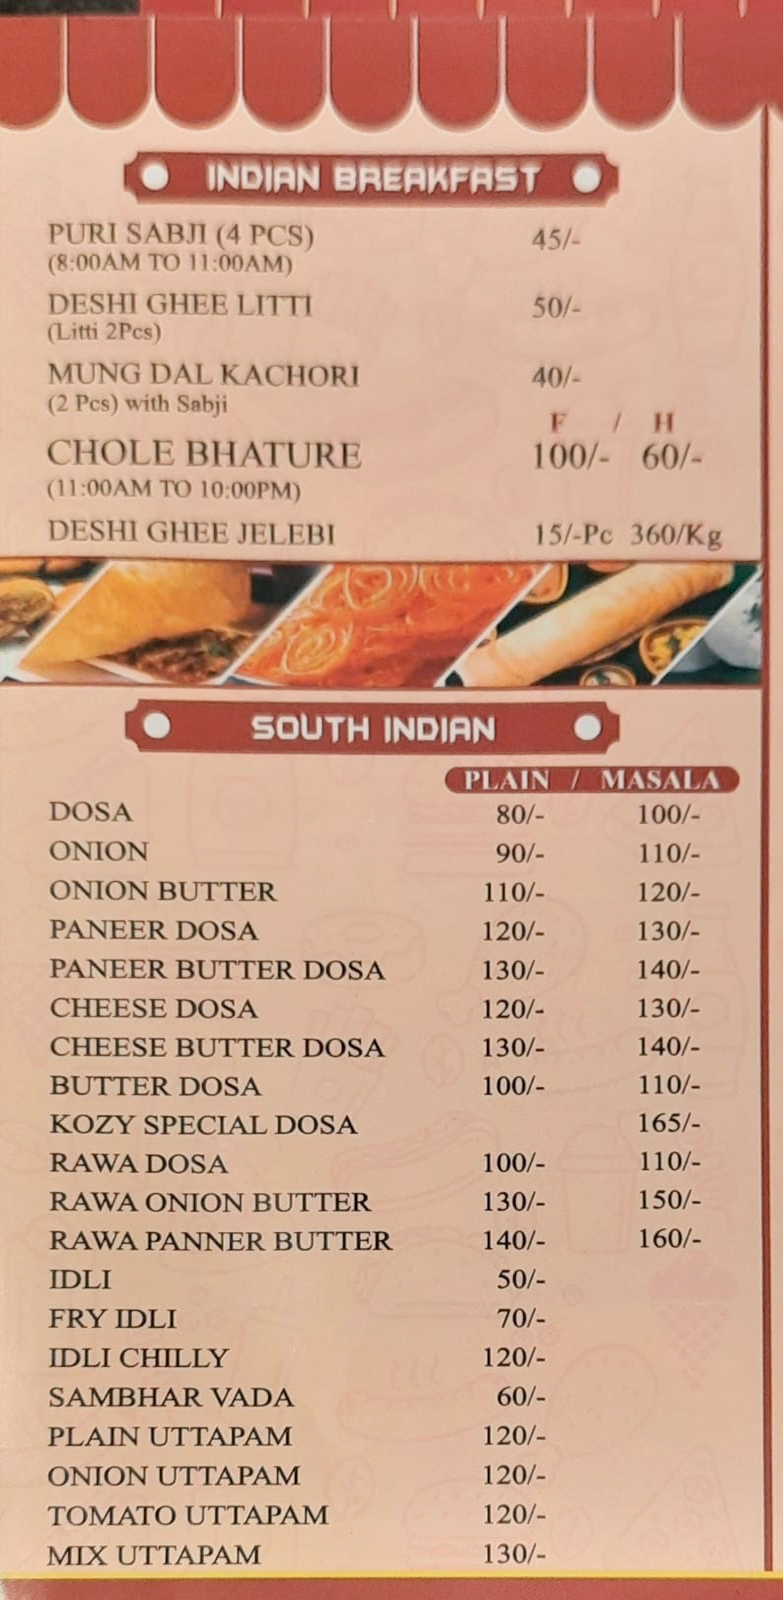 INDIAN BREAKFAST
PURI SABJI (4 PCS) 45/-
(8:00AM TO 11:00AM)
DESHI GHEE LITTI 50/-
(Litti 2Pcs)
MUNG DAL KACHORI 40/-
(2 Pcs) with Sabji
F / H
CHOLE BHATURE 100/- 60/-
(11:00AM TO 10:00PM)
DESHI GHEE JELEBI 15/-Pc 360/Kg
SOUTH INDIAN
PLAIN / MASALA
DOSA 80/- 100/-
ONION 90/- 110/-
ONION BUTTER 110/- 120/-
PANEER DOSA 120/- 130/-
PANEER BUTTER DOSA 130/- 140/-
CHEESE DOSA 120/- 130/-
CHEESE BUTTER DOSA 130/- 140/-
BUTTER DOSA 100/- 110/-
KOZY SPECIAL DOSA 165/-
RAWA DOSA 100/- 110/-
RAWA ONION BUTTER 130/- 150/-
RAWA PANNER BUTTER 140/- 160/-
IDLI 50/-
FRY IDLI 70/-
IDLI CHILLY 120/-
SAMBHAR VADA 60/-
PLAIN UTTAPAM 120/-
ONION UTTAPAM 120/-
TOMATO UTTAPAM 120/-
MIX UTTAPAM 130/-